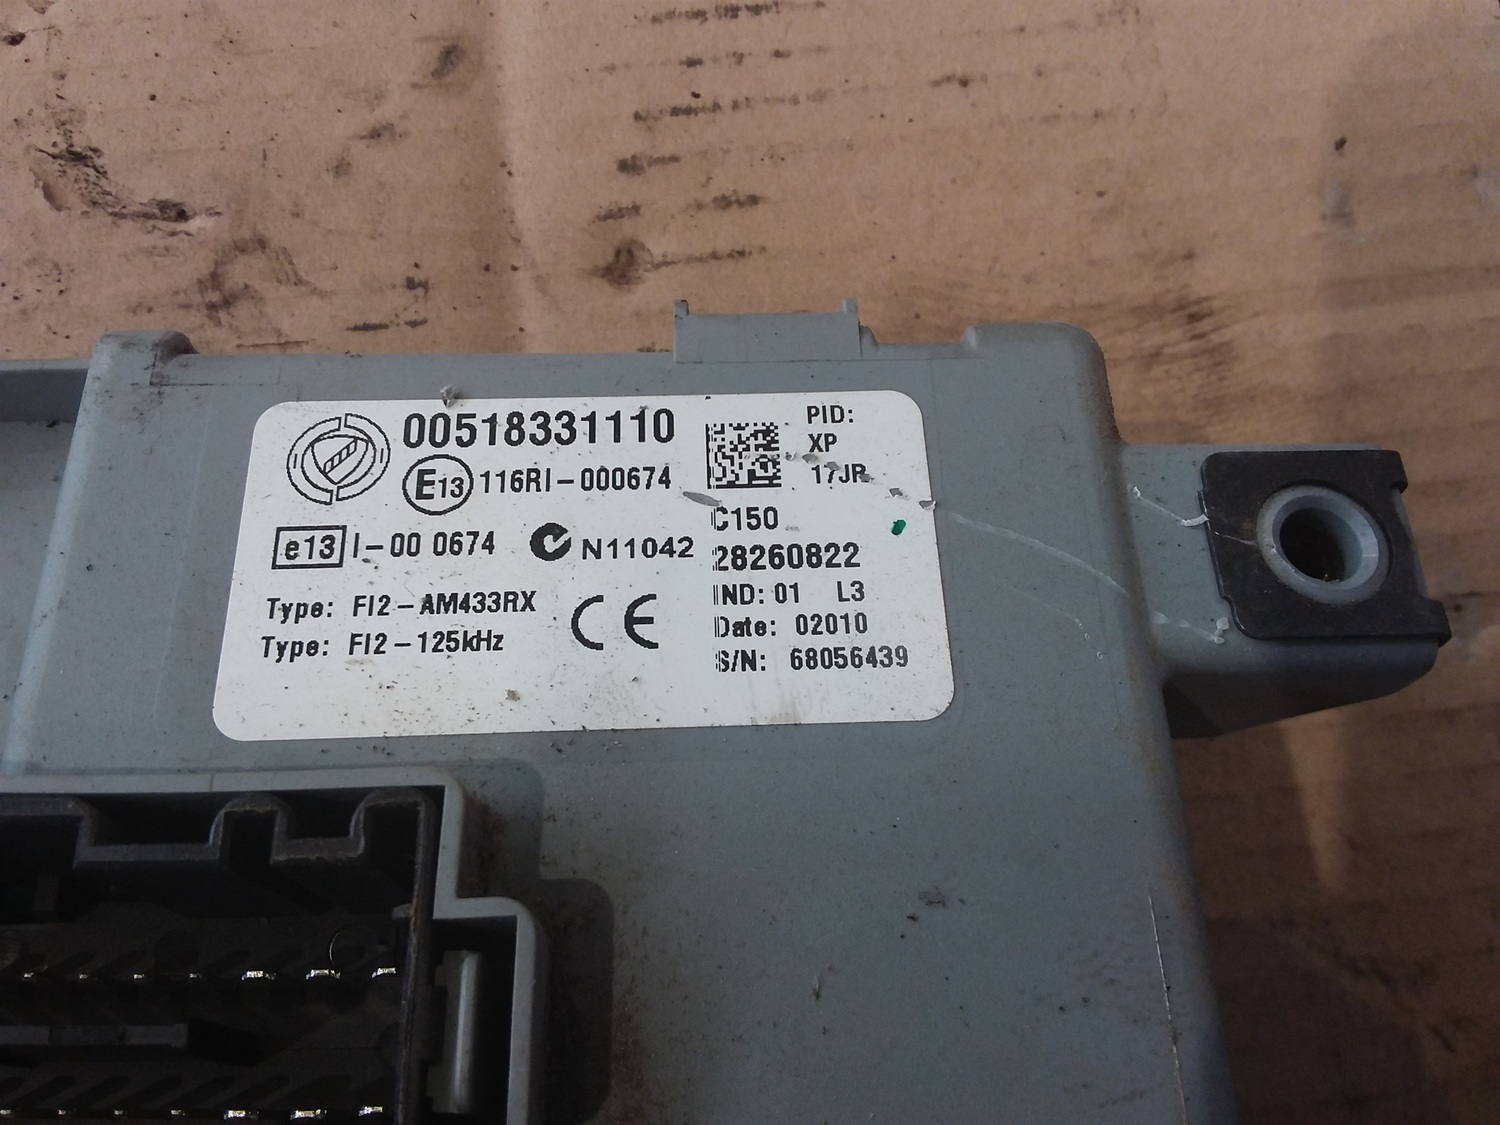 00518331110
E13 116RI-000674
e13 I-00 0674 N11042
Type: FI2-AM433RX
Type: FI2-125kHz
CE
PID:
XP
17JR
C150
28260822
IND: 01 L3
Date: 02010
S/N: 68056439